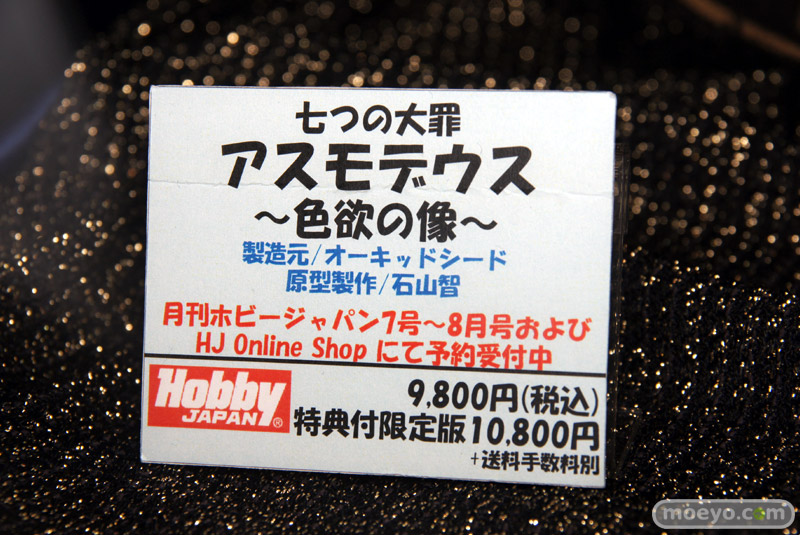 七つの大罪
アスモデウス
～色欲の像～
製造元/オーキッドシード
原型製作/石山智
月刊ホビージャパン7号～8月号および
HJ Online Shop にて予約受付中
Hobby
JAPAN®
9,800円(税込)
特典付限定版10,800円
+送料手数料別
moeyo.com